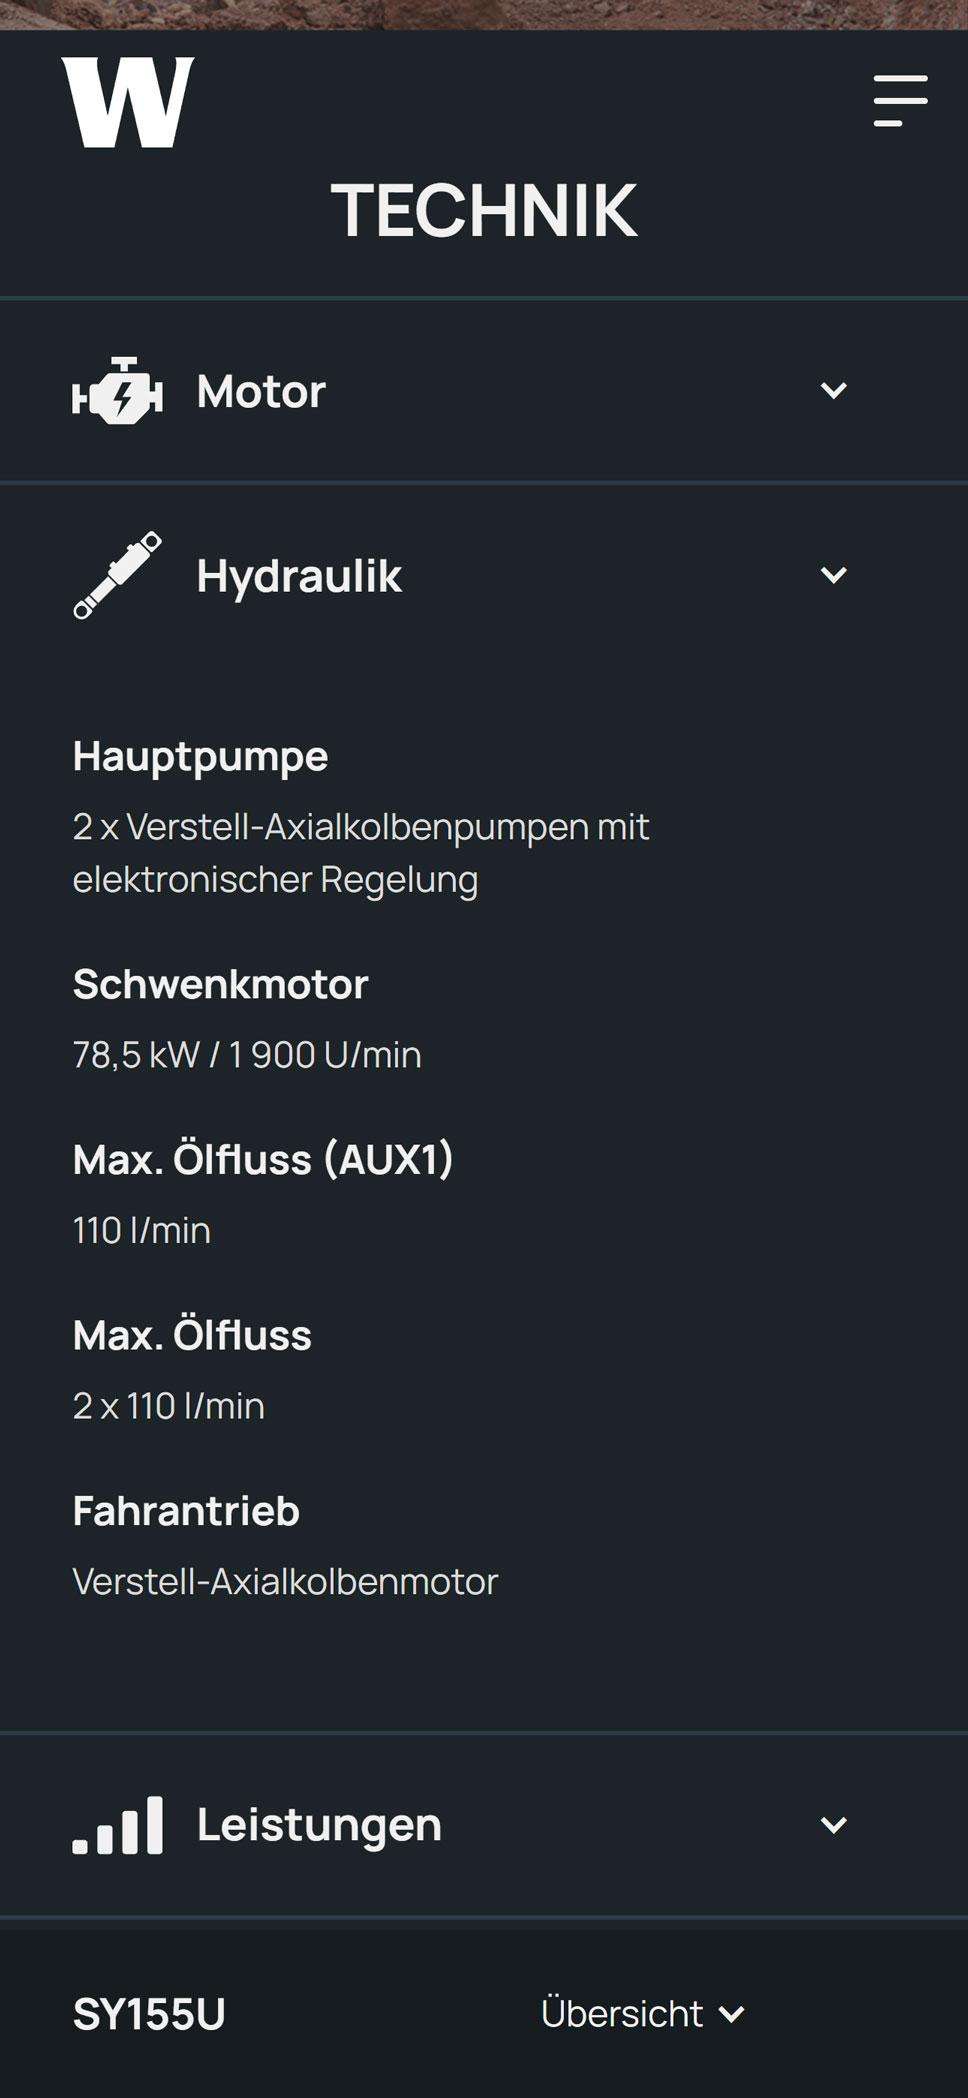 W
TECHNIK
Motor
Hydraulik
Hauptpumpe
2 x Verstell-Axialkolbenpumpen mit
elektronischer Regelung
Schwenkmotor
78,5 kW / 1 900 U/min
Max. Ölfluss (AUX1)
110 l/min
Max. Ölfluss
2 x 110 l/min
Fahrantrieb
Verstell-Axialkolbenmotor
Leistungen
SY155U
Übersicht